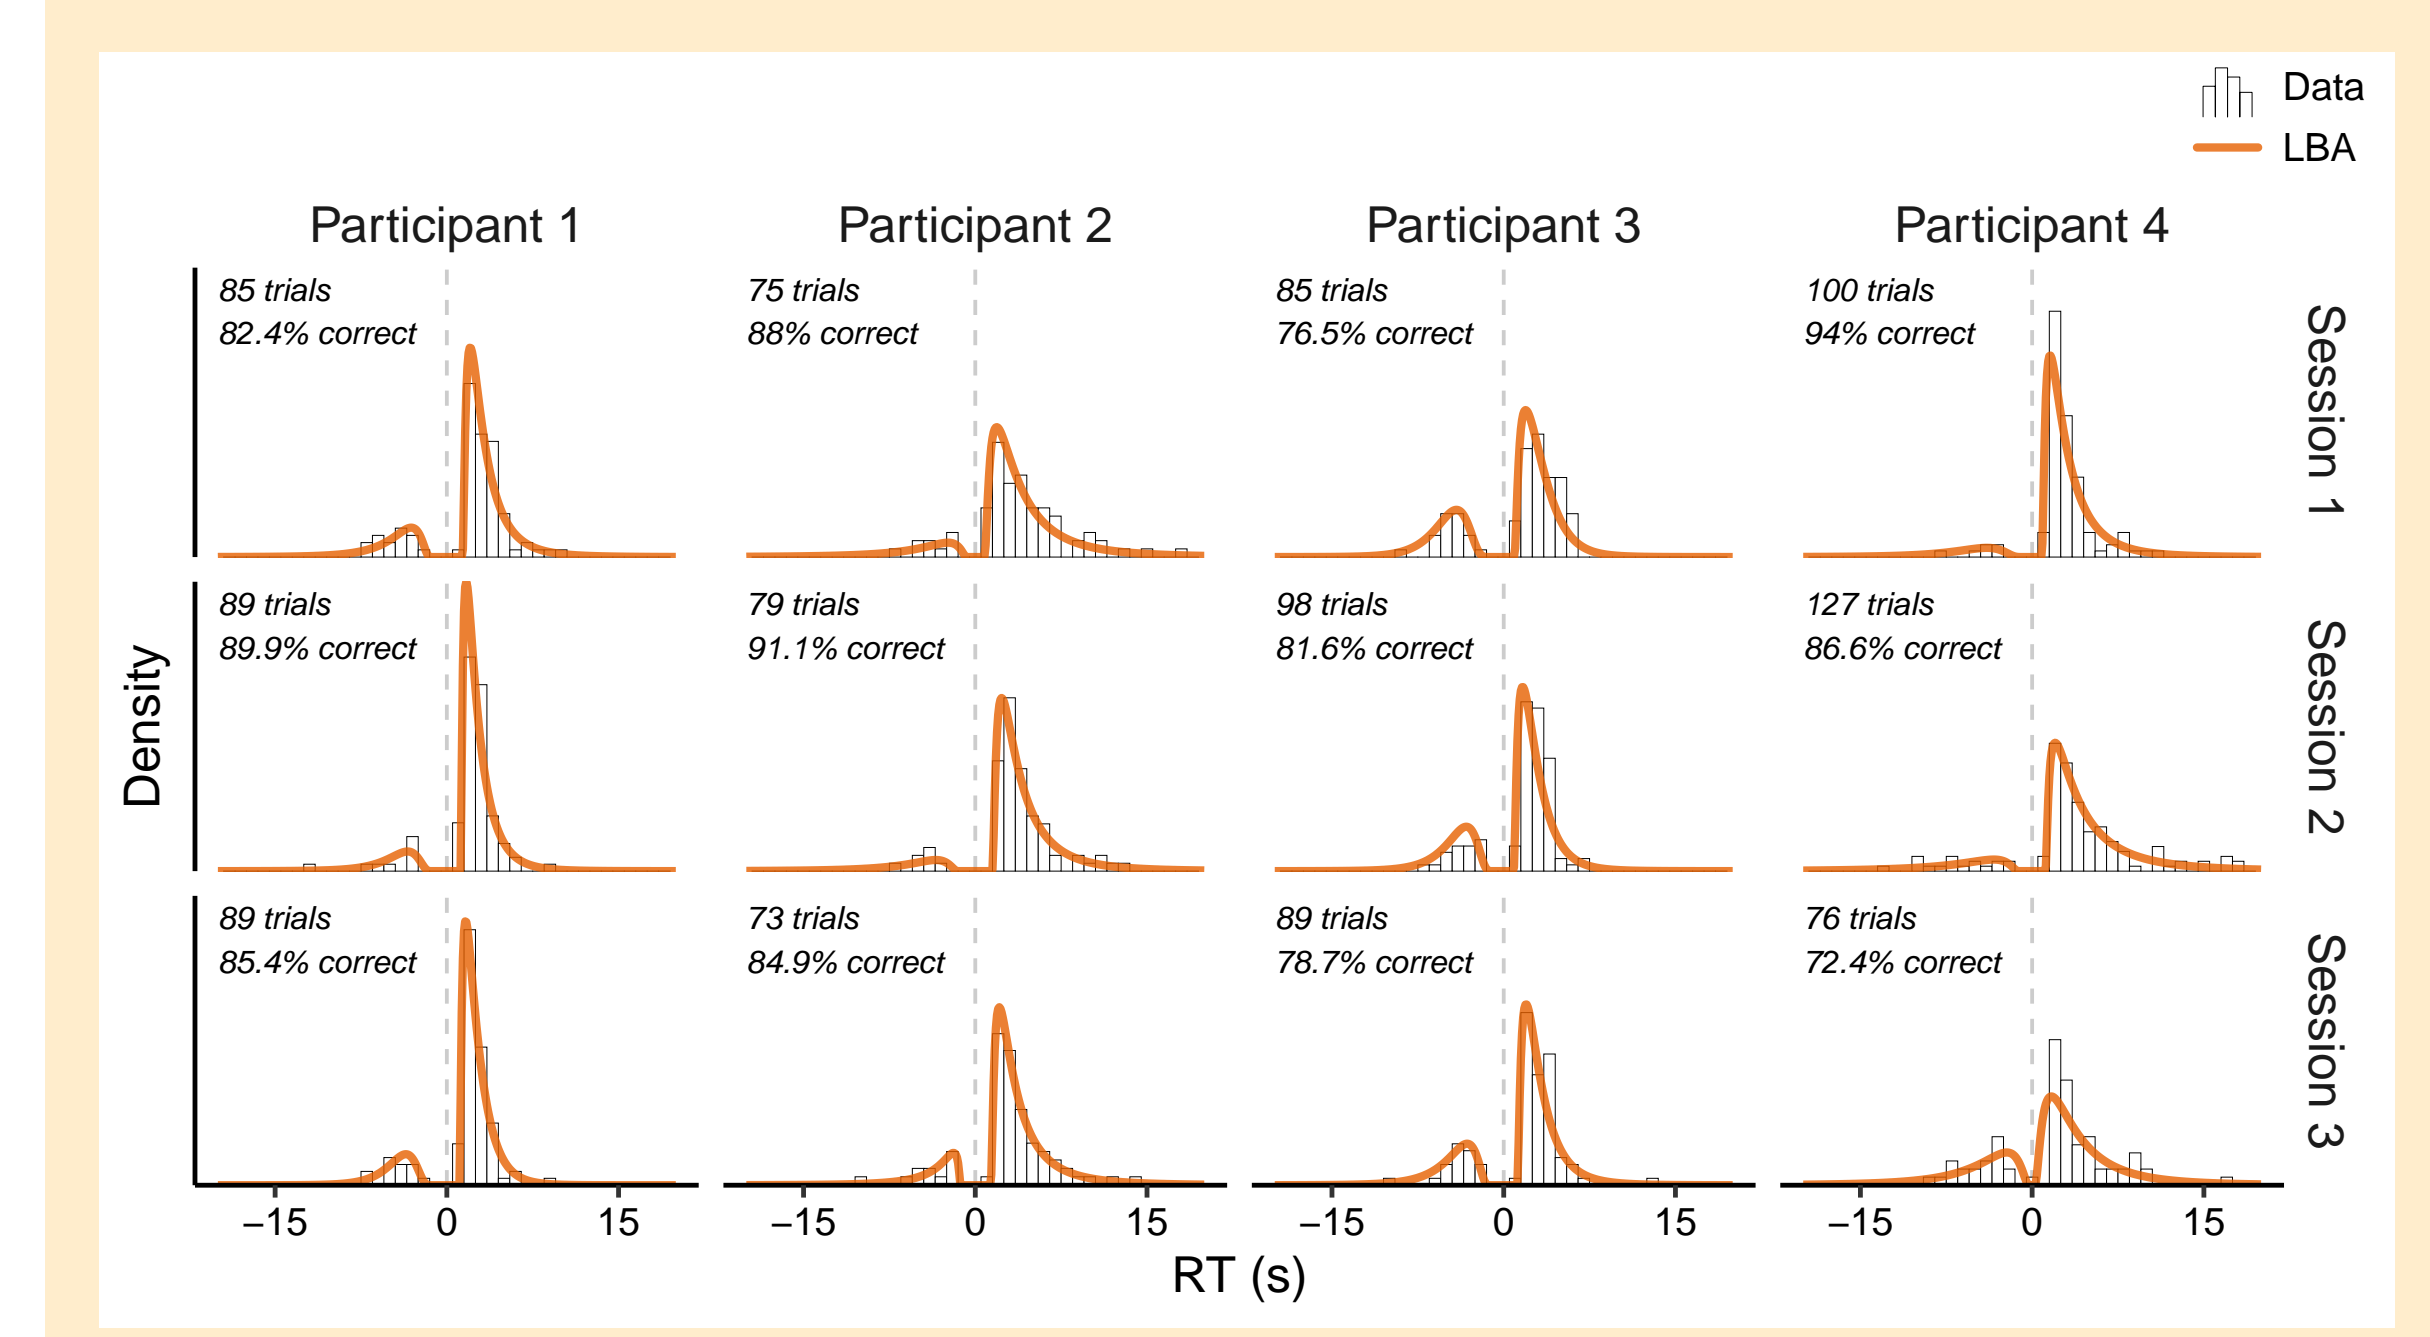 Data
LBA
Participant 1
Participant 2
Participant 3
Participant 4
85 trials
82.4% correct
75 trials
88% correct
85 trials
76.5% correct
100 trials
94% correct
Session 1
89 trials
89.9% correct
79 trials
91.1% correct
98 trials
81.6% correct
127 trials
86.6% correct
Session 2
Density
89 trials
85.4% correct
73 trials
84.9% correct
89 trials
78.7% correct
76 trials
72.4% correct
Session 3
−15 0 15
−15 0 15
−15 0 15
−15 0 15
RT (s)